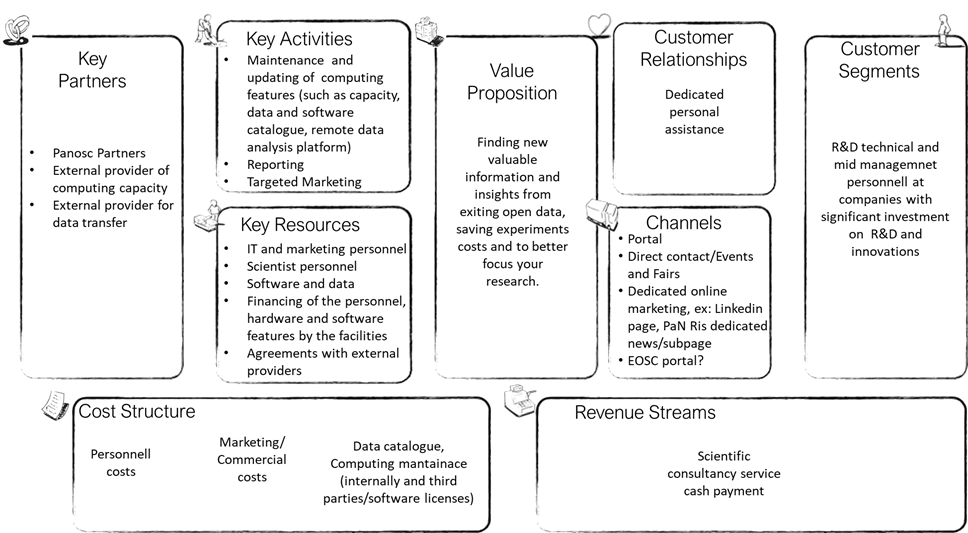 Key
Partners
• Panosc Partners
• External provider of
computing capacity
• External provider for
data transfer
Key Activities
• Maintenance and
updating of computing
features (such as capacity,
data and software
catalogue, remote data
analysis platform)
• Reporting
• Targeted Marketing
Key Resources
• IT and marketing personnel
• Scientist personnel
• Software and data
• Financing of the personnel,
hardware and software
features by the facilities
• Agreements with external
providers
Value
Proposition
Finding new
valuable
information and
insights from
exiting open data,
saving experiments
costs and to better
focus your
research.
Customer
Relationships
Dedicated
personal
assistance
Channels
• Portal
• Direct contact/Events
and Fairs
• Dedicated online
marketing, ex: Linkedin
page, PaN Ris dedicated
news/subpage
• EOSC portal?
Customer
Segments
R&D technical and
mid managemnet
personnell at
companies with
significant investment
on R&D and
innovations
Cost Structure
Personnell
costs
Marketing/
Commercial
costs
Data catalogue,
Computing mantainace
(internally and third
parties/software licenses)
Revenue Streams
Scientific
consultancy service
cash payment